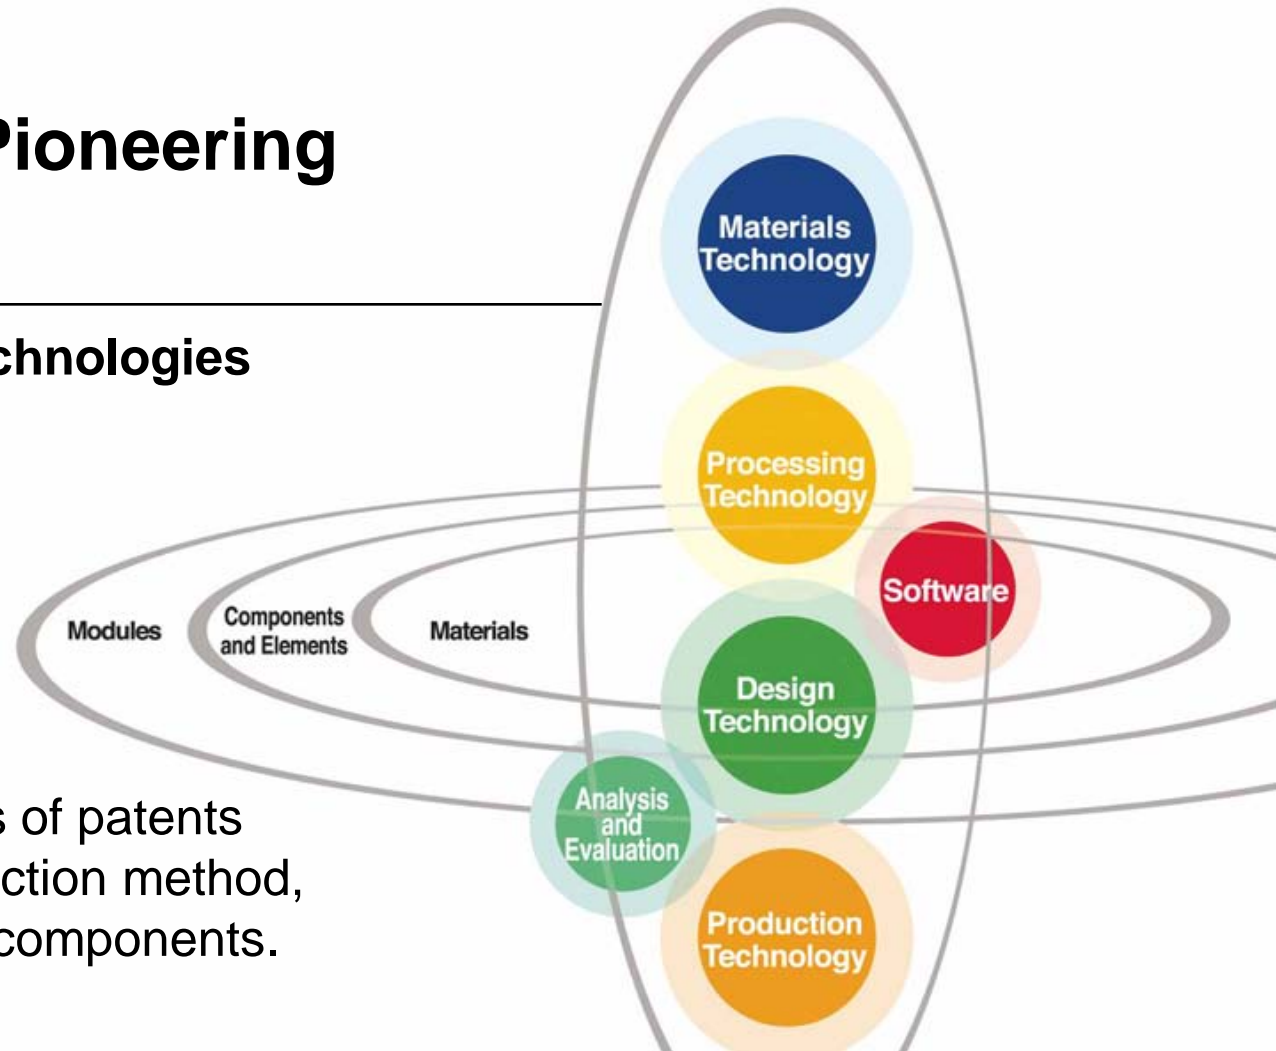 Pioneering
chnologies
s of patents
ction method,
components.
Materials
Technology
Processing
Technology
Software
Modules
Components
and Elements
Materials
Design
Technology
Analysis
and
Evaluation
Production
Technology